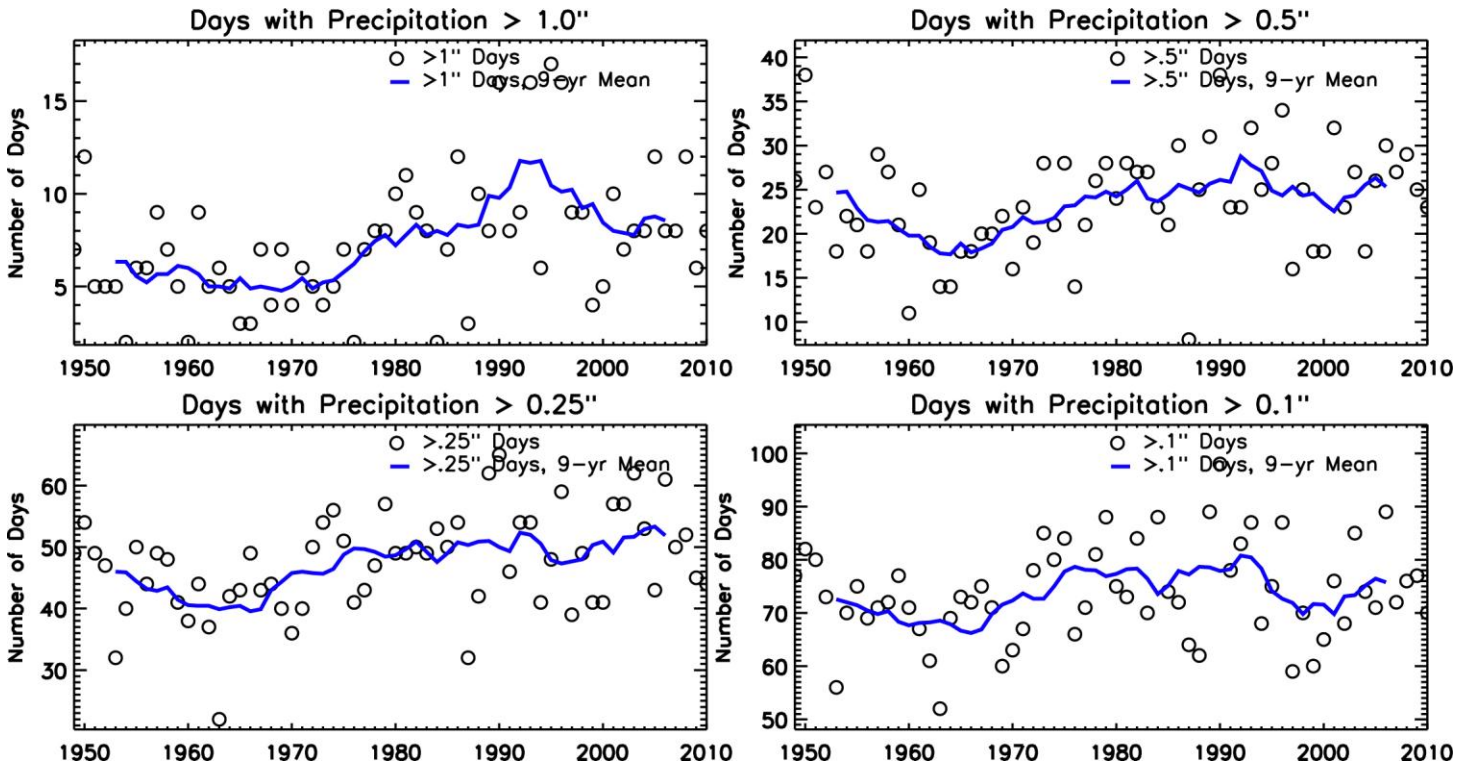 Days with Precipitation > 1.0"
>1" Days
>1" Days, 9-yr Mean
Number of Days
15
10
5
1950 1960 1970 1980 1990 2000 2010
Days with Precipitation > 0.5"
>.5" Days
>.5" Days, 9-yr Mean
Number of Days
40
35
30
25
20
15
10
1950 1960 1970 1980 1990 2000 2010
Days with Precipitation > 0.25"
>.25" Days
>.25" Days, 9-yr Mean
Number of Days
60
50
40
30
1950 1960 1970 1980 1990 2000 2010
Days with Precipitation > 0.1"
>.1" Days
>.1" Days, 9-yr Mean
Number of Days
100
90
80
70
60
50
1950 1960 1970 1980 1990 2000 2010